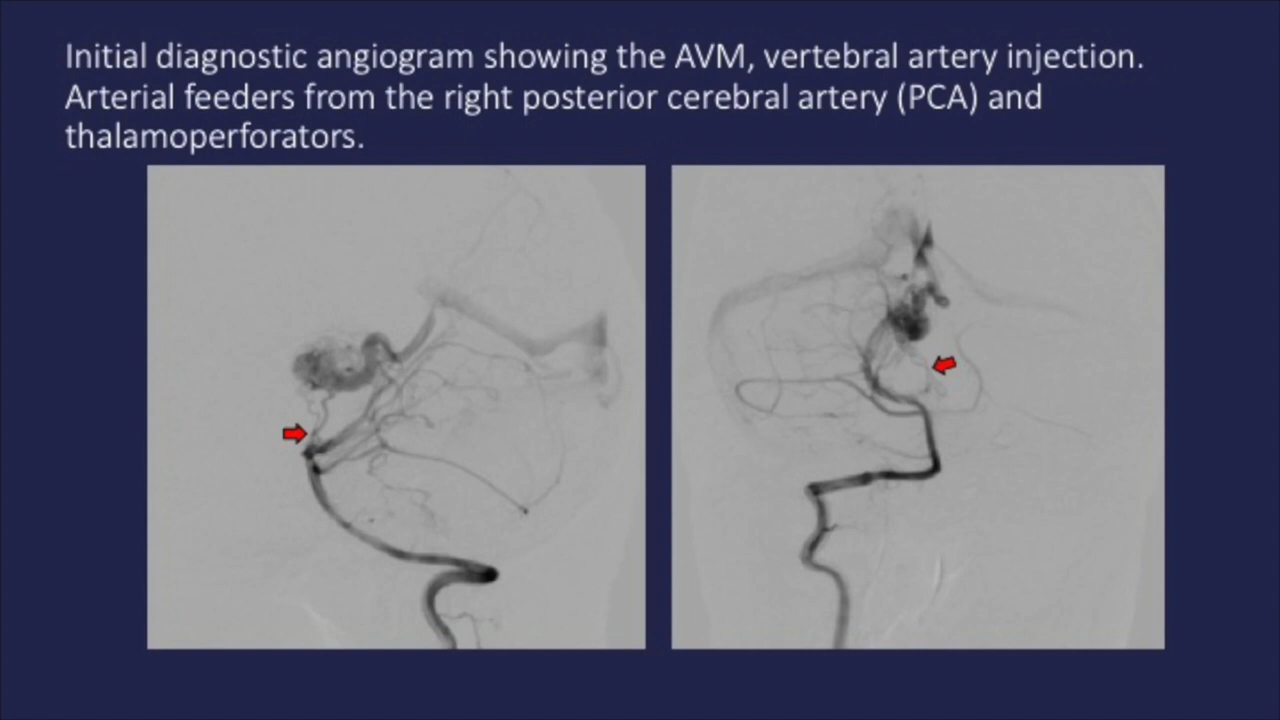 Initial diagnostic angiogram showing the AVM, vertebral artery injection.
Arterial feeders from the right posterior cerebral artery (PCA) and
thalamoperforators.